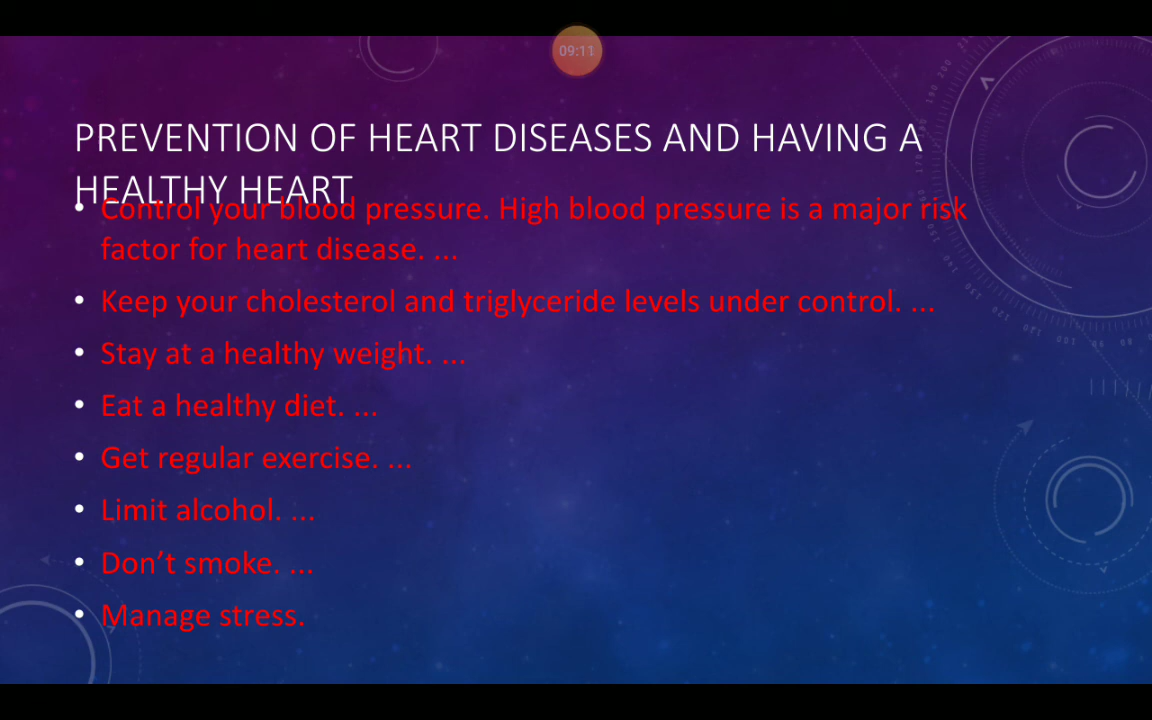 09:11
PREVENTION OF HEART DISEASES AND HAVING A
HEALTHY HEART
• Control your blood pressure. High blood pressure is a major risk
factor for heart disease. ...
• Keep your cholesterol and triglyceride levels under control. ...
• Stay at a healthy weight. ...
• Eat a healthy diet. ...
• Get regular exercise. ...
• Limit alcohol. ...
• Don’t smoke. ...
• Manage stress.